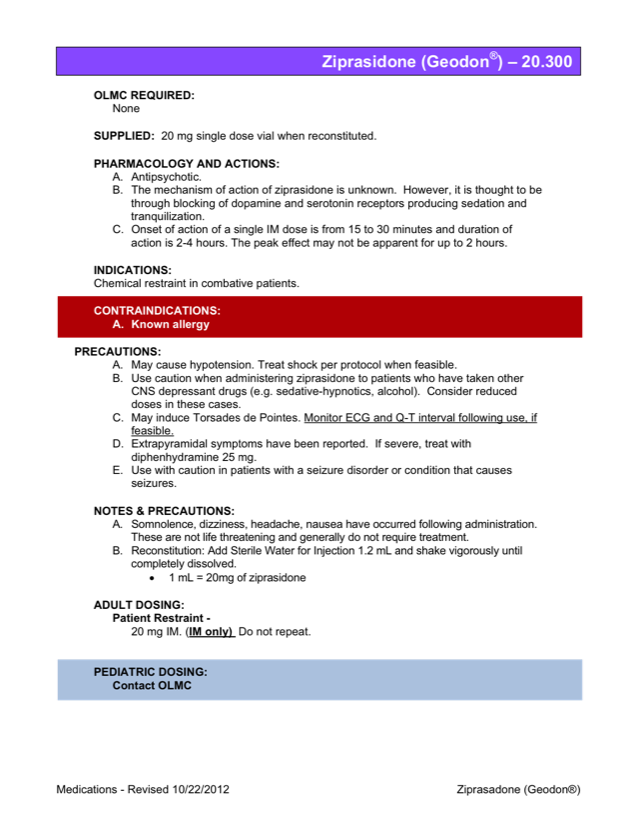 Ziprasidone (Geodon®) – 20.300
OLMC REQUIRED:
None
SUPPLIED: 20 mg single dose vial when reconstituted.
PHARMACOLOGY AND ACTIONS:
A. Antipsychotic.
B. The mechanism of action of ziprasidone is unknown. However, it is thought to be
through blocking of dopamine and serotonin receptors producing sedation and
tranquilization.
C. Onset of action of a single IM dose is from 15 to 30 minutes and duration of
action is 2-4 hours. The peak effect may not be apparent for up to 2 hours.
INDICATIONS:
Chemical restraint in combative patients.
CONTRAINDICATIONS:
A. Known allergy
PRECAUTIONS:
A. May cause hypotension. Treat shock per protocol when feasible.
B. Use caution when administering ziprasidone to patients who have taken other
CNS depressant drugs (e.g. sedative-hypnotics, alcohol). Consider reduced
doses in these cases.
C. May induce Torsades de Pointes. Monitor ECG and Q-T interval following use, if
feasible.
D. Extrapyramidal symptoms have been reported. If severe, treat with
diphenhydramine 25 mg.
E. Use with caution in patients with a seizure disorder or condition that causes
seizures.
NOTES & PRECAUTIONS:
A. Somnolence, dizziness, headache, nausea have occurred following administration.
These are not life threatening and generally do not require treatment.
B. Reconstitution: Add Sterile Water for Injection 1.2 mL and shake vigorously until
completely dissolved.
• 1 mL = 20mg of ziprasidone
ADULT DOSING:
Patient Restraint -
20 mg IM. (IM only) Do not repeat.
PEDIATRIC DOSING:
Contact OLMC
Medications - Revised 10/22/2012 Ziprasadone (Geodon®)